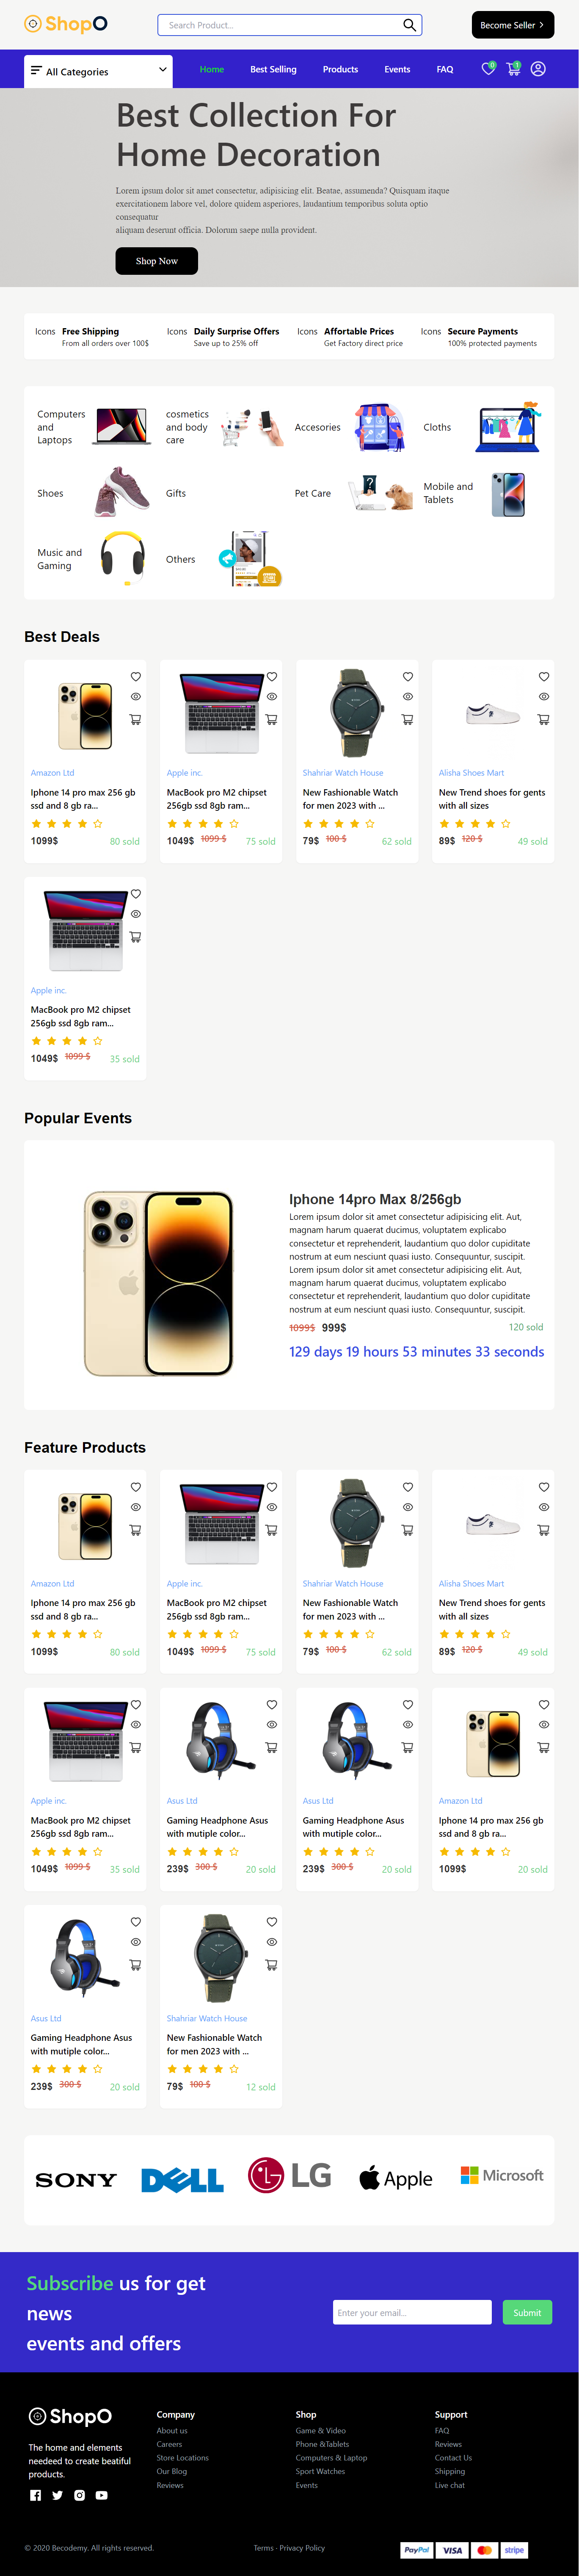 ShopO
Search Product...
Become Seller
All Categories
Home
Best Selling
Products
Events
FAQ
0
1
Best Collection For
Home Decoration
Lorem ipsum dolor sit amet consectetur, adipisicing elit. Beatae, assumenda? Quisquam itaque
exercitationem labore vel, dolore quidem asperiores, laudantium temporibus soluta optio
consequatur
aliquam deserunt officia. Dolorum saepe nulla provident.
Shop Now
Icons
Free Shipping
From all orders over 100$
Icons
Daily Surprise Offers
Save up to 25% off
Icons
Affortable Prices
Get Factory direct price
Icons
Secure Payments
100% protected payments
Computers
and
Laptops
cosmetics
and body
care
Accesories
Cloths
Shoes
Gifts
Pet Care
Mobile and
Tablets
Music and
Gaming
Others
Best Deals
Amazon Ltd
Iphone 14 pro max 256 gb
ssd and 8 gb ra...
1099$
80 sold
Apple inc.
MacBook pro M2 chipset
256gb ssd 8gb ram...
1049$ 1099 $
75 sold
Shahriar Watch House
New Fashionable Watch
for men 2023 with ...
79$ 100 $
62 sold
Alisha Shoes Mart
New Trend shoes for gents
with all sizes
89$ 120 $
49 sold
Apple inc.
MacBook pro M2 chipset
256gb ssd 8gb ram...
1049$ 1099 $
35 sold
Popular Events
Iphone 14pro Max 8/256gb
Lorem ipsum dolor sit amet consectetur adipisicing elit. Aut,
magnam harum quaerat ducimus, voluptatem explicabo
consectetur et reprehenderit, laudantium quo dolor cupiditate
nostrum at eum nesciunt quasi iusto. Consequuntur, suscipit.
Lorem ipsum dolor sit amet consectetur adipisicing elit. Aut,
magnam harum quaerat ducimus, voluptatem explicabo
consectetur et reprehenderit, laudantium quo dolor cupiditate
nostrum at eum nesciunt quasi iusto. Consequuntur, suscipit.
1099$ 999$
120 sold
129 days 19 hours 53 minutes 33 seconds
Feature Products
Amazon Ltd
Iphone 14 pro max 256 gb
ssd and 8 gb ra...
1099$
80 sold
Apple inc.
MacBook pro M2 chipset
256gb ssd 8gb ram...
1049$ 1099 $
75 sold
Shahriar Watch House
New Fashionable Watch
for men 2023 with ...
79$ 100 $
62 sold
Alisha Shoes Mart
New Trend shoes for gents
with all sizes
89$ 120 $
49 sold
Apple inc.
MacBook pro M2 chipset
256gb ssd 8gb ram...
1049$ 1099 $
35 sold
Asus Ltd
Gaming Headphone Asus
with mutiple color...
239$ 300 $
20 sold
Asus Ltd
Gaming Headphone Asus
with mutiple color...
239$ 300 $
20 sold
Amazon Ltd
Iphone 14 pro max 256 gb
ssd and 8 gb ra...
1099$
20 sold
Asus Ltd
Gaming Headphone Asus
with mutiple color...
239$ 300 $
20 sold
Shahriar Watch House
New Fashionable Watch
for men 2023 with ...
79$ 100 $
12 sold
SONY
DELL
LG
Apple
Microsoft
Subscribe us for get
news
events and offers
Enter your email...
Submit
ShopO
The home and elements
needeed to create beatiful
products.
Company
About us
Careers
Store Locations
Our Blog
Reviews
Shop
Game & Video
Phone &Tablets
Computers & Laptop
Sport Watches
Events
Support
FAQ
Reviews
Contact Us
Shipping
Live chat
© 2020 Becodemy. All rights reserved.
Terms · Privacy Policy
PayPal
VISA
stripe